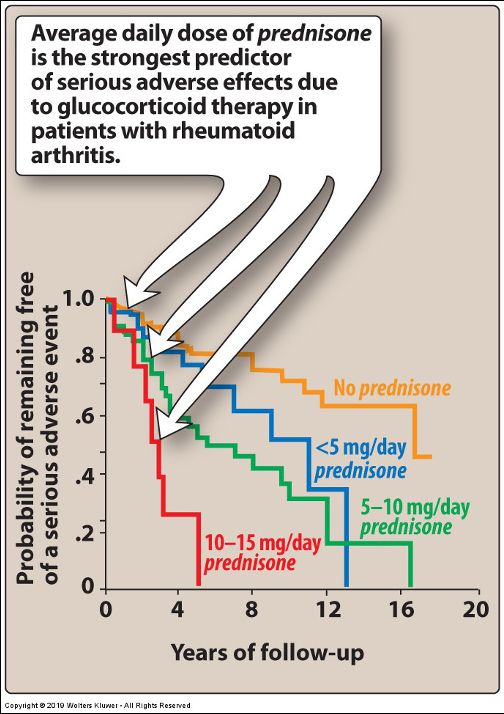 Average daily dose of prednisone
is the strongest predictor
of serious adverse effects due
to glucocorticoid therapy in
patients with rheumatoid
arthritis.
Probability of remaining free
of a serious adverse event
1.0
.8
.6
.4
.2
0
No prednisone
<5 mg/day
prednisone
5–10 mg/day
prednisone
10–15 mg/day
prednisone
0 4 8 12 16 20
Years of follow-up
Copyright © 2019 Wolters Kluwer - All Rights Reserved